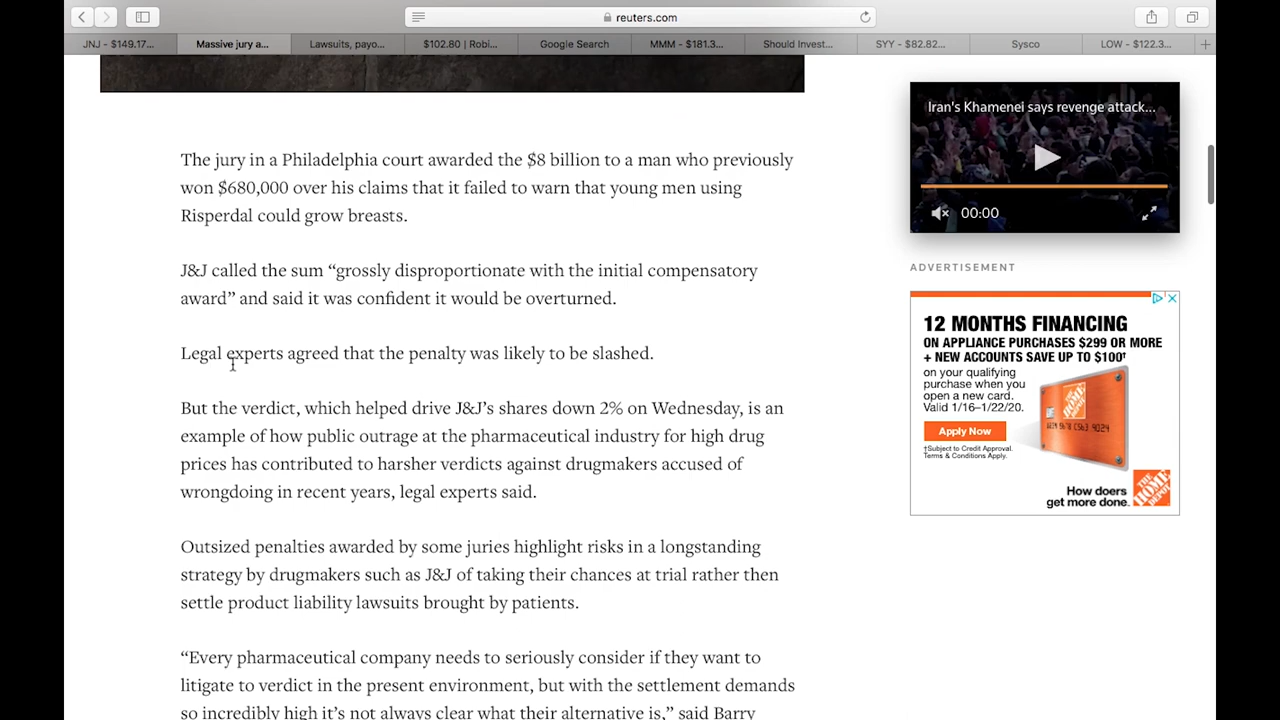 reuters.com
JNJ - $149.17...
Massive jury a...
Lawsuits, payo...
$102.80 | Robi...
Google Search
MMM - $181.3...
Should Invest...
SYY - $82.82...
Sysco
LOW - $122.3...
The jury in a Philadelphia court awarded the $8 billion to a man who previously
won $680,000 over his claims that it failed to warn that young men using
Risperdal could grow breasts.
J&J called the sum “grossly disproportionate with the initial compensatory
award” and said it was confident it would be overturned.
Legal experts agreed that the penalty was likely to be slashed.
But the verdict, which helped drive J&J’s shares down 2% on Wednesday, is an
example of how public outrage at the pharmaceutical industry for high drug
prices has contributed to harsher verdicts against drugmakers accused of
wrongdoing in recent years, legal experts said.
Outsized penalties awarded by some juries highlight risks in a longstanding
strategy by drugmakers such as J&J of taking their chances at trial rather then
settle product liability lawsuits brought by patients.
“Every pharmaceutical company needs to seriously consider if they want to
litigate to verdict in the present environment, but with the settlement demands
so incredibly high it’s not always clear what their alternative is,” said Barry
Iran's Khamenei says revenge attack...
00:00
ADVERTISEMENT
12 MONTHS FINANCING
ON APPLIANCE PURCHASES $299 OR MORE
+ NEW ACCOUNTS SAVE UP TO $100†
on your qualifying
purchase when you
open a new card.
Valid 1/16–1/22/20.
Apply Now
†Subject to Credit Approval.
Terms & Conditions Apply.
THE HOME DEPOT
How doers
get more done.